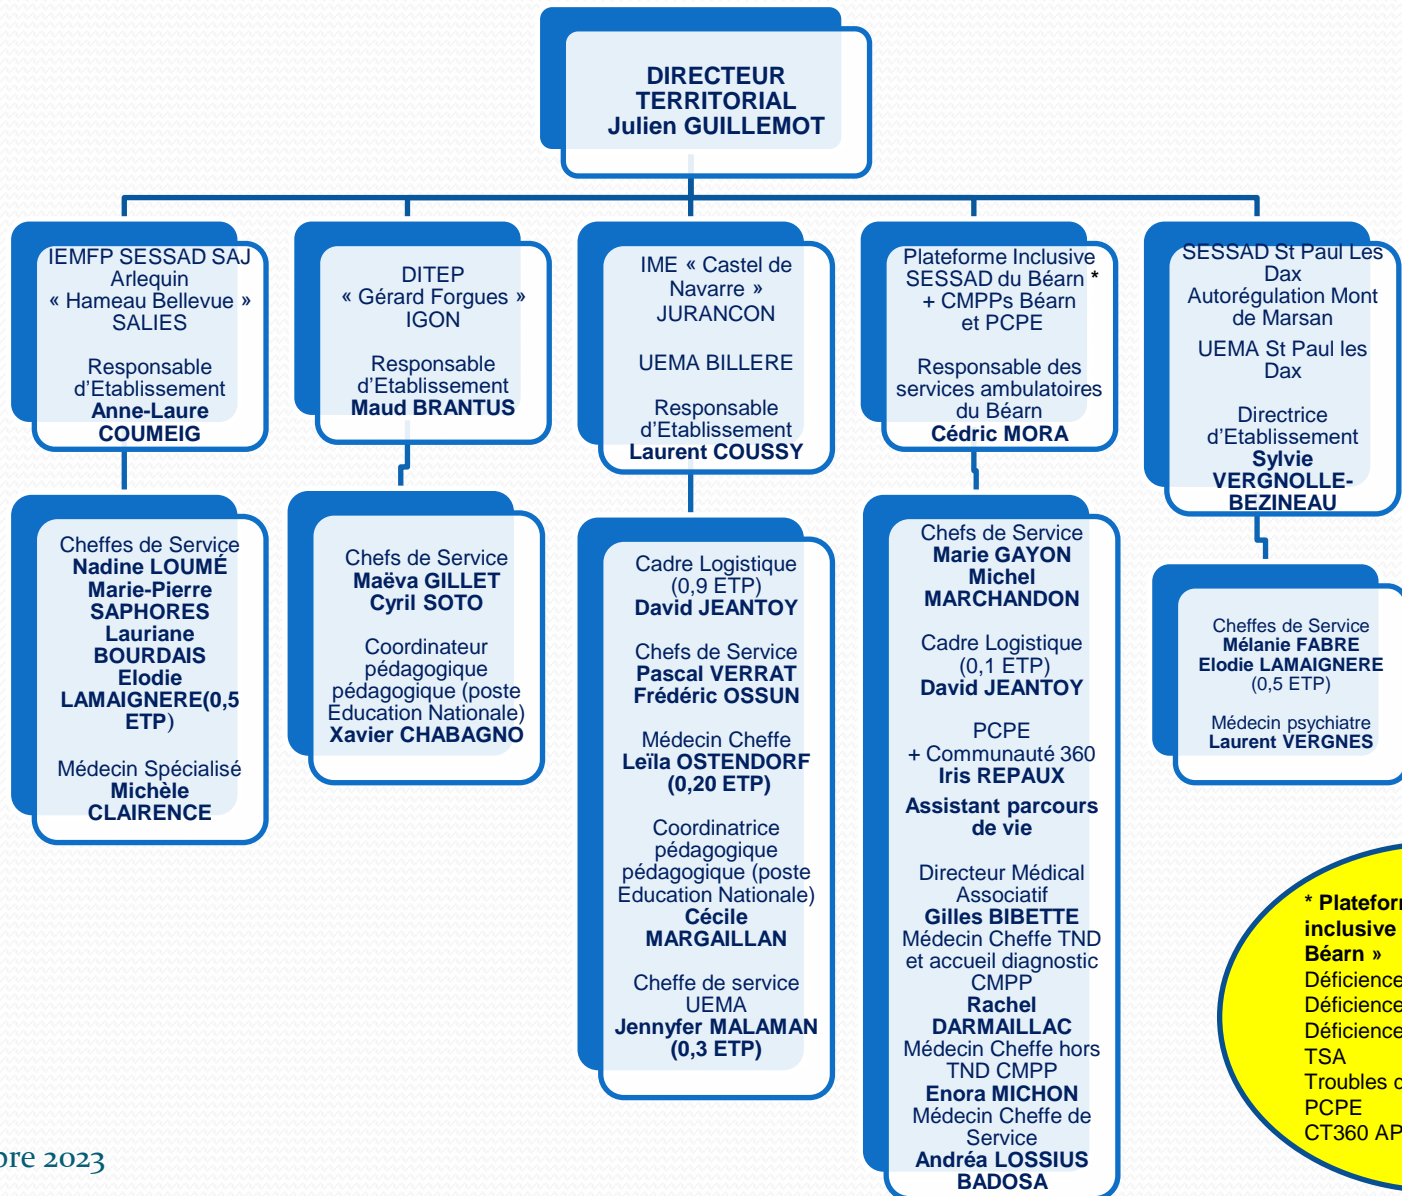 DIRECTEUR
TERRITORIAL
Julien GUILLEMOT
IEMFP SESSAD SAJ
Arlequin
« Hameau Bellevue »
SALIES
Responsable
d'Etablissement
Anne-Laure
COUMEIG
DITEP
« Gérard Forgues »
IGON
Responsable
d'Etablissement
Maud BRANTUS
IME « Castel de
Navarre »
JURANCON
UEMA BILLERE
Responsable
d'Etablissement
Laurent COUSSY
Plateforme Inclusive
SESSAD du Béarn *
+ CMPPs Béarn
et PCPE
Responsable des
services ambulatoires
du Béarn
Cédric MORA
SESSAD St Paul Les
Dax
Autorégulation Mont
de Marsan
UEMA St Paul les
Dax
Directrice
d'Etablissement
Sylvie
VERGNOLLE-
BEZINEAU
Cheffes de Service
Nadine LOUMÉ
Marie-Pierre
SAPHORES
Lauriane
BOURDAIS
Elodie
LAMAIGNERE(0,5
ETP)
Médecin Spécialisé
Michèle
CLAIRENCE
Chefs de Service
Maëva GILLET
Cyril SOTO
Coordinateur
pédagogique
pédagogique (poste
Education Nationale)
Xavier CHABAGNO
Cadre Logistique
(0,9 ETP)
David JEANTOY
Chefs de Service
Pascal VERRAT
Frédéric OSSUN
Médecin Cheffe
Leïla OSTENDORF
(0,20 ETP)
Coordinatrice
pédagogique
pédagogique (poste
Education Nationale)
Cécile
MARGAILLAN
Cheffe de service
UEMA
Jennyfer MALAMAN
(0,3 ETP)
Chefs de Service
Marie GAYON
Michel
MARCHANDON
Cadre Logistique
(0,1 ETP)
David JEANTOY
PCPE
+ Communauté 360
Iris REPAUX
Assistant parcours
de vie
Directeur Médical
Associatif
Gilles BIBETTE
Médecin Cheffe TND
et accueil diagnostic
CMPP
Rachel
DARMAILLAC
Médecin Cheffe hors
TND CMPP
Enora MICHON
Médecin Cheffe de
Service
Andréa LOSSIUS
BADOSA
Cheffes de Service
Mélanie FABRE
Elodie LAMAIGNERE
(0,5 ETP)
Médecin psychiatre
Laurent VERGNES
* Plateform
inclusive
Béarn »
Déficience
Déficience
Déficience
TSA
Troubles
PCPE
CT360
bre 2023